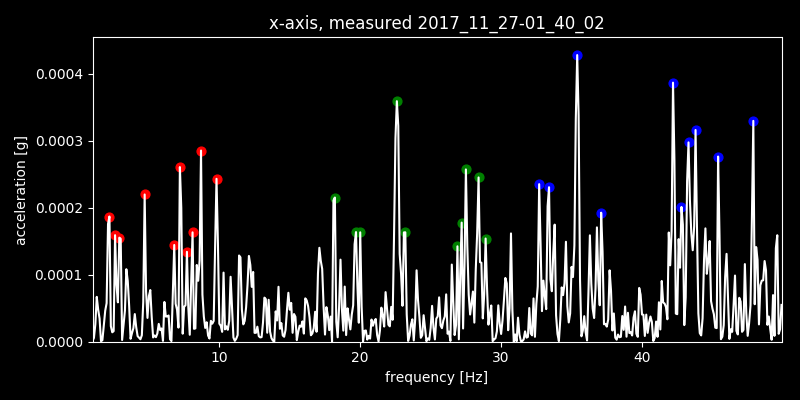 x-axis, measured 2017_11_27-01_40_02
0.0004
0.0003
0.0002
0.0001
0.0000
acceleration [g]
10 20 30 40
frequency [Hz]